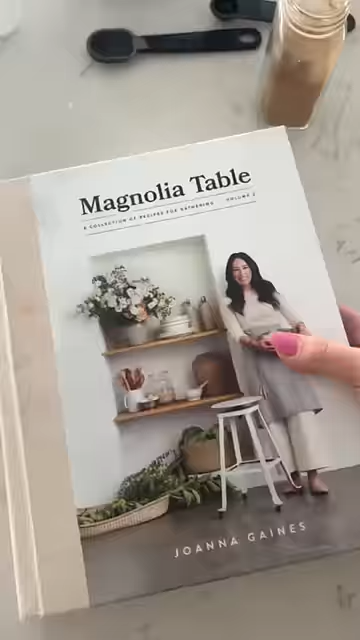 Magnolia Table
A COLLECTION OF RECIPES FOR GATHERING VOLUME 2
JOANNA GAINES